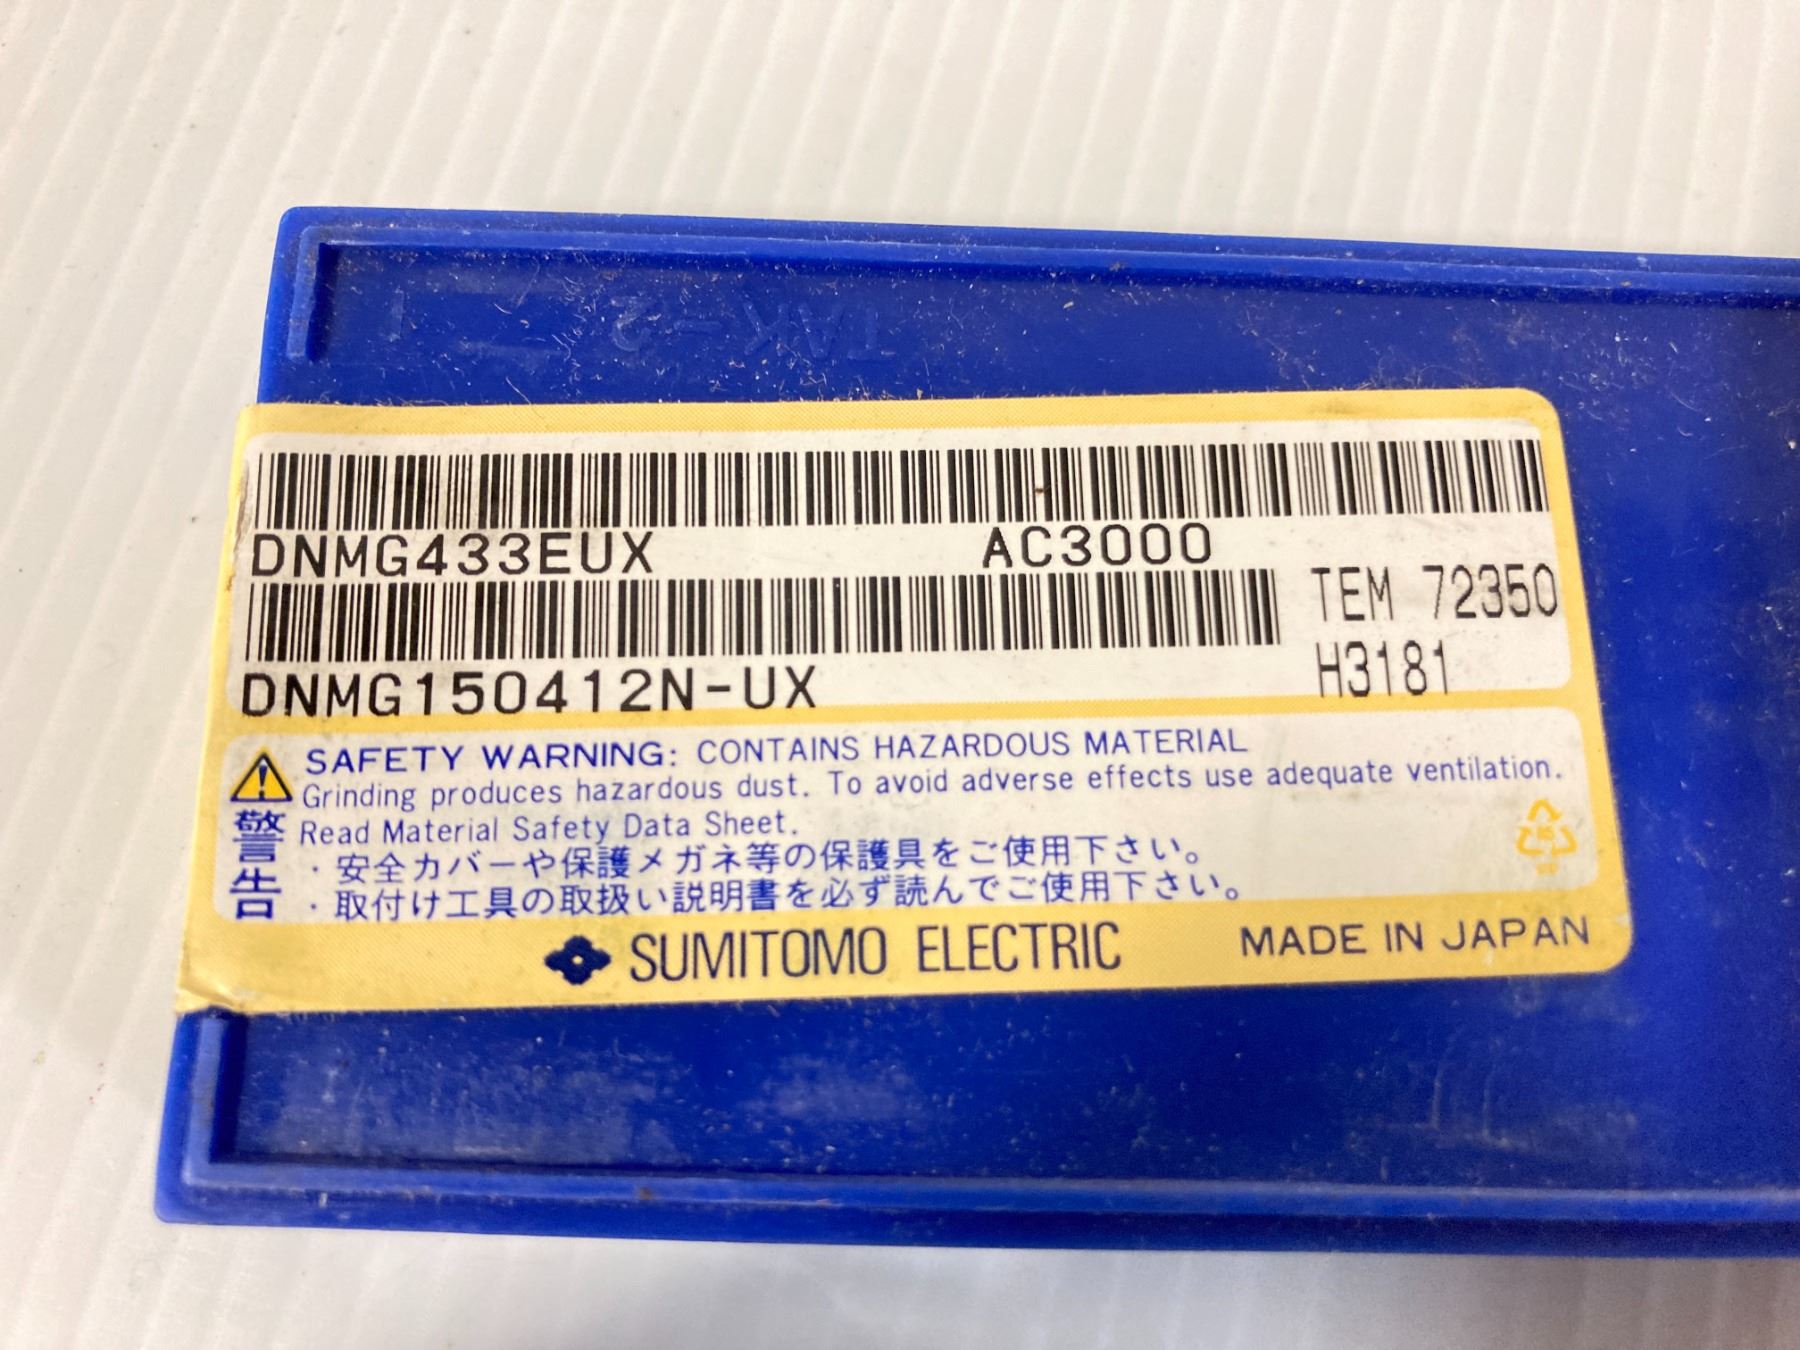 TAK-2
DNMG433EUX AC3000
TEM 72350
DNMG150412N-UX H3181
SAFETY WARNING: CONTAINS HAZARDOUS MATERIAL
Grinding produces hazardous dust. To avoid adverse effects use adequate ventilation.
Read Material Safety Data Sheet.
警告
・安全カバーや保護メガネ等の保護具をご使用下さい。
・取付け工具の取扱い説明書を必ず読んでご使用下さい。
SUMITOMO ELECTRIC MADE IN JAPAN